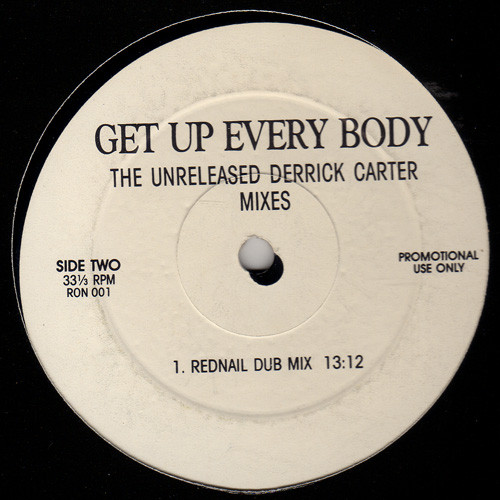 GET UP EVERY BODY
THE UNRELEASED DERRICK CARTER
MIXES
SIDE TWO
33⅓ RPM
RON 001
PROMOTIONAL
USE ONLY
1. REDNAIL DUB MIX 13:12